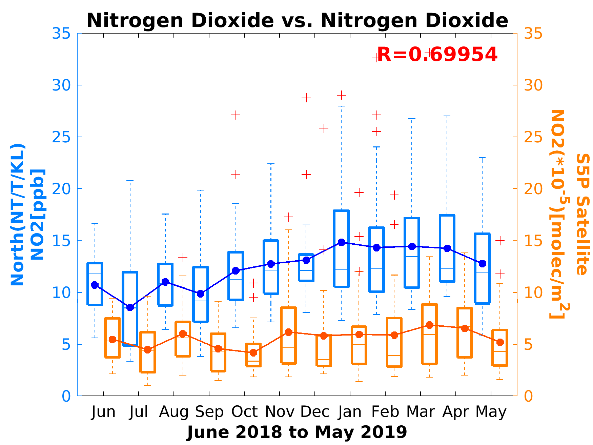 Nitrogen Dioxide vs. Nitrogen Dioxide
R=0.69954
35
30
25
20
15
10
5
0
North(NT/T/KL)
NO2[ppb]
35
30
25
20
15
10
5
0
S5P Satellite
NO2(*10^-5)[molec/m^2]
Jun Jul Aug Sep Oct Nov Dec Jan Feb Mar Apr May
June 2018 to May 2019